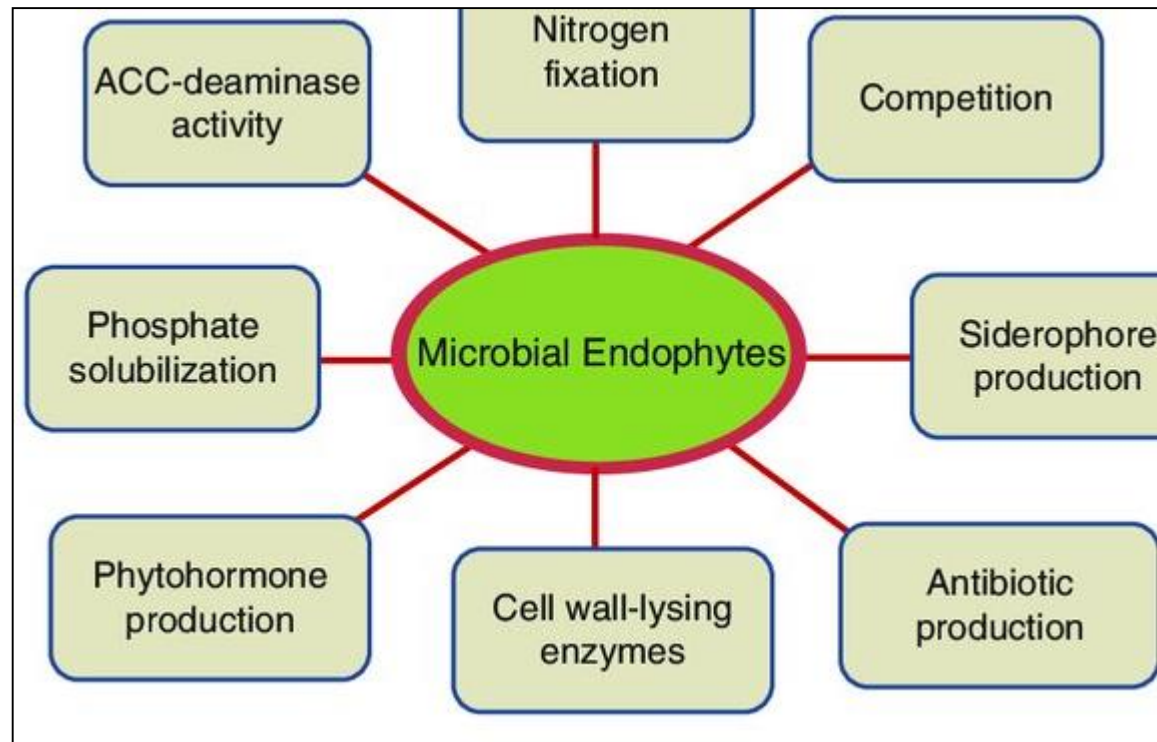 Nitrogen
fixation
ACC-deaminase
activity
Competition
Phosphate
solubilization
Microbial Endophytes
Siderophore
production
Phytohormone
production
Cell wall-lysing
enzymes
Antibiotic
production